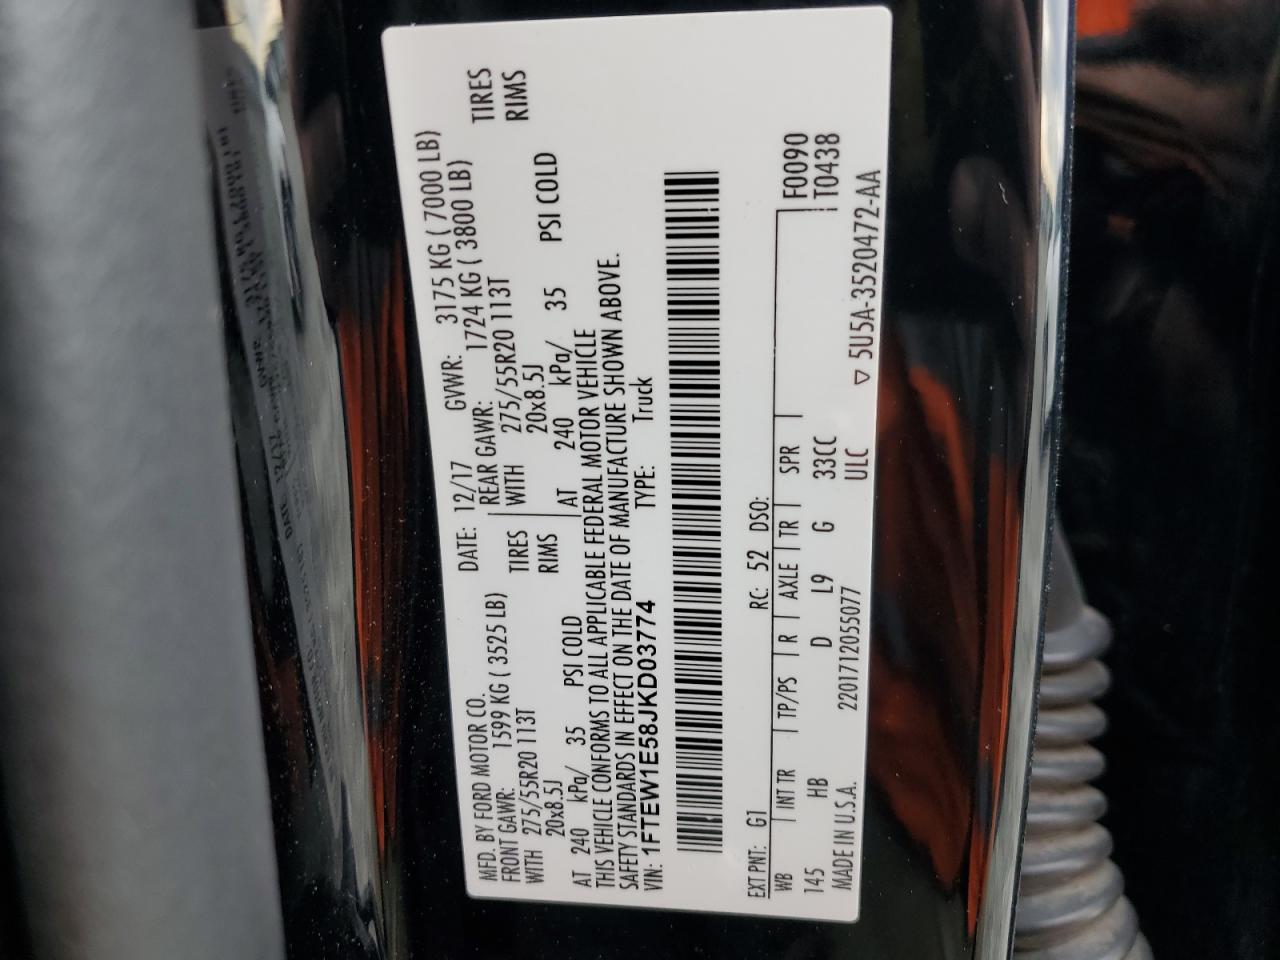 MFD. BY FORD MOTOR CO.
DATE: 12/17 GVWR: 3175 KG ( 7000 LB)
FRONT GAWR: 1599 KG ( 3525 LB) REAR GAWR: 1724 KG ( 3800 LB)
WITH 275/55R20 113T TIRES WITH 275/55R20 113T TIRES
20x8.5J RIMS 20x8.5J RIMS
AT 240 kPa/ 35 PSI COLD AT 240 kPa/ 35 PSI COLD
THIS VEHICLE CONFORMS TO ALL APPLICABLE FEDERAL MOTOR VEHICLE
SAFETY STANDARDS IN EFFECT ON THE DATE OF MANUFACTURE SHOWN ABOVE.
VIN: 1FTEW1E58JKD03774 TYPE: Truck
EXT PNT: G1 RC: 52 DSO: F0090
WB INT TR TP/PS R AXLE TR SPR T0438
145 HB D L9 G 33CC
MADE IN U.S.A. 2201712055077 ULC ▽ 5U5A-3520472-AA